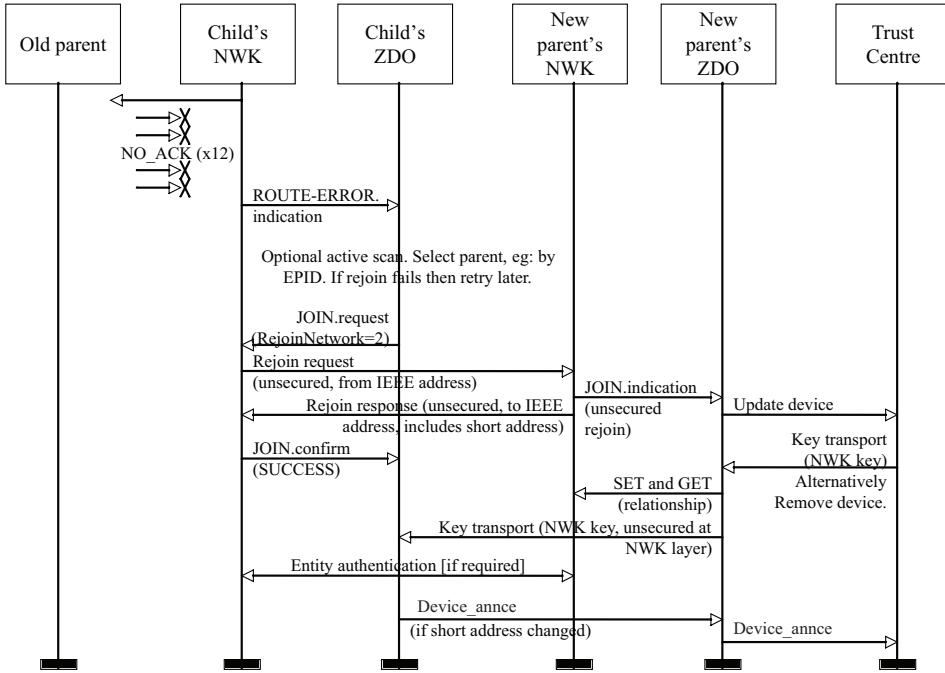 Old parent
Child's
NWK
Child's
ZDO
New
parent's
NWK
New
parent's
ZDO
Trust
Centre
NO_ACK (x12)
ROUTE-ERROR.
indication
Optional active scan. Select parent, eg: by
EPID. If rejoin fails then retry later.
JOIN.request
(RejoinNetwork=2)
Rejoin request
(unsecured, from IEEE address)
JOIN.indication
(unsecured
rejoin)
Rejoin response (unsecured, to IEEE
address, includes short address)
Update device
JOIN.confirm
(SUCCESS)
Key transport
(NWK key)
Alternatively
Remove device.
SET and GET
(relationship)
Key transport (NWK key, unsecured at
NWK layer)
Entity authentication [if required]
Device_annce
(if short address changed)
Device_annce